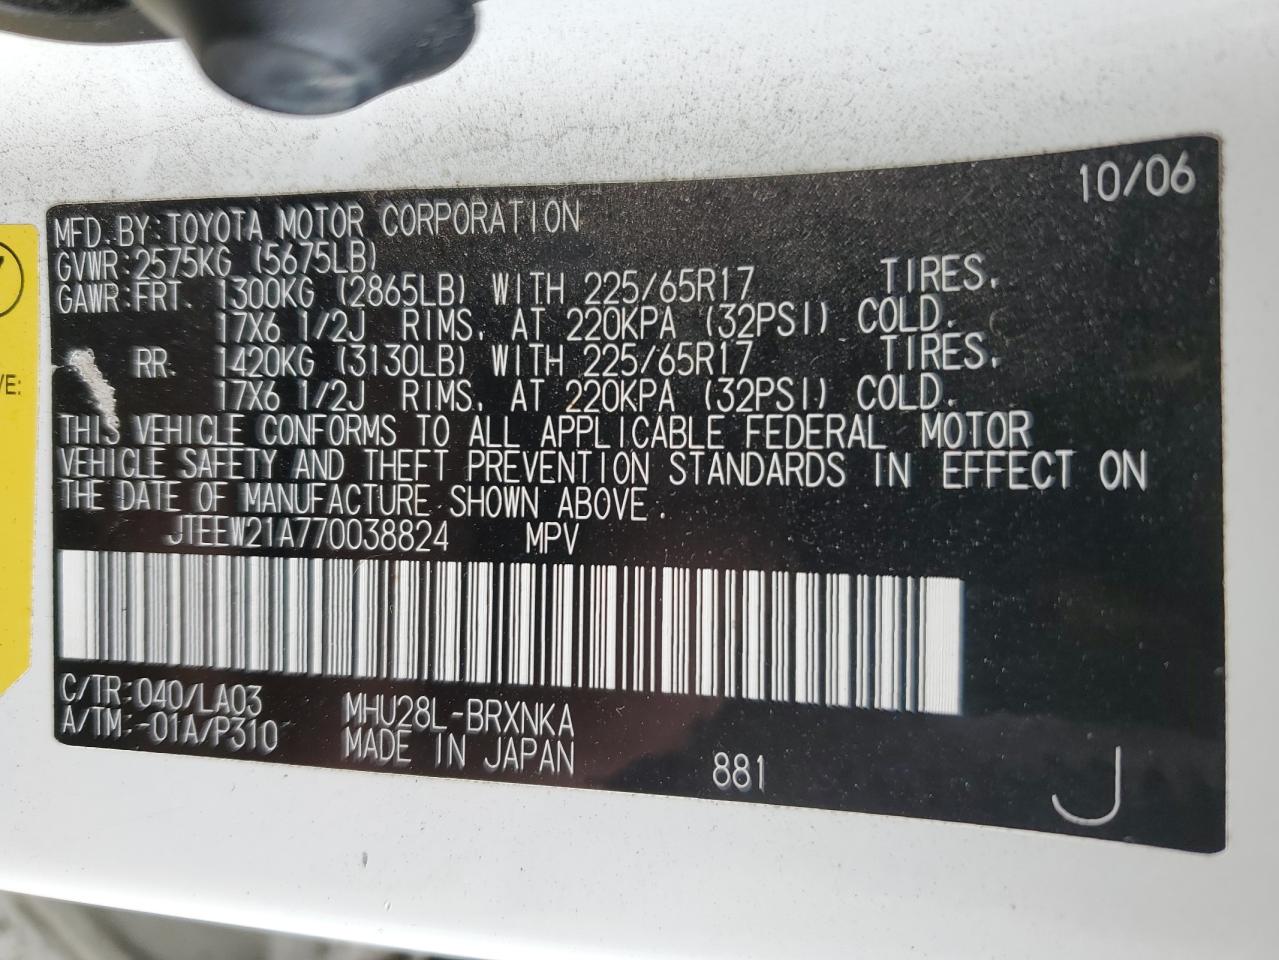 10/06
MFD. BY: TOYOTA MOTOR CORPORATION
GVWR: 2575KG (5675LB)
GAWR: FRT. 1300KG (2865LB) WITH 225/65R17 TIRES,
17X6 1/2J RIMS, AT 220KPA (32PSI) COLD.
RR. 1420KG (3130LB) WITH 225/65R17 TIRES,
17X6 1/2J RIMS, AT 220KPA (32PSI) COLD.
THIS VEHICLE CONFORMS TO ALL APPLICABLE FEDERAL MOTOR
VEHICLE SAFETY AND THEFT PREVENTION STANDARDS IN EFFECT ON
THE DATE OF MANUFACTURE SHOWN ABOVE.
JTEEW21A770038824 MPV
C/TR: 040/LA03 MHU28L-BRXNKA
A/TM: -01A/P310 MADE IN JAPAN
881
J
VE: